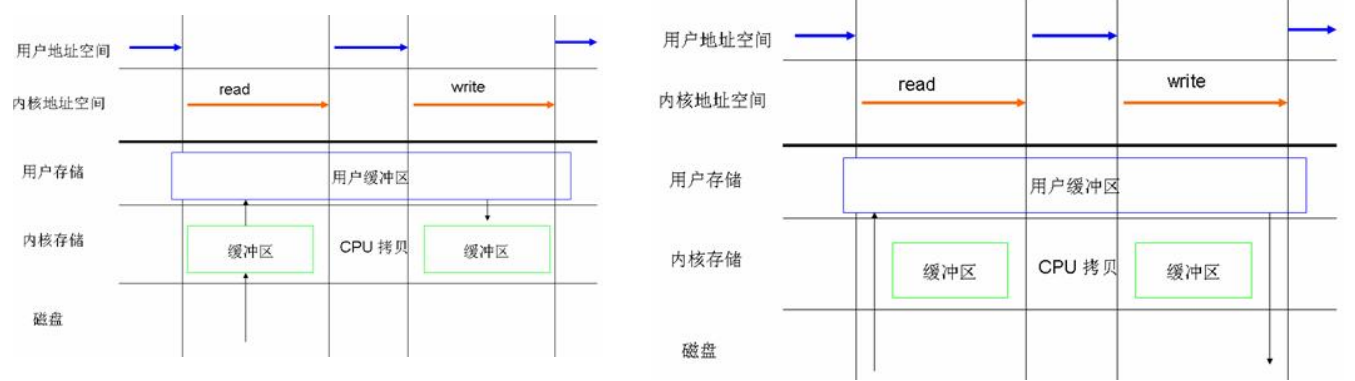 用户地址空间
内核地址空间
read
write
用户存储
用户缓冲区
内核存储
缓冲区
CPU 拷贝
缓冲区
磁盘
用户地址空间
内核地址空间
read
write
用户存储
用户缓冲区
内核存储
缓冲区
CPU 拷贝
缓冲区
磁盘